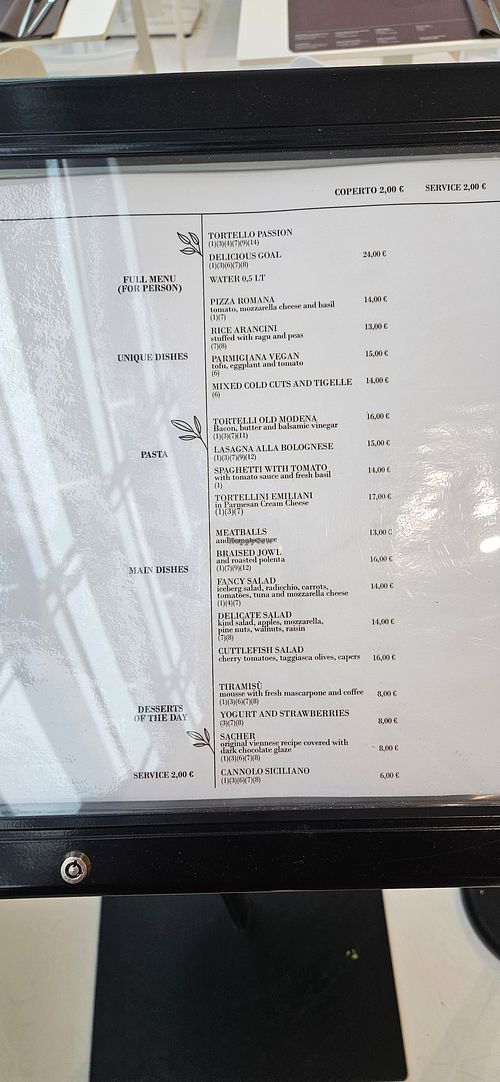 COPERTO 2,00 € SERVICE 2,00 €
TORTELLO PASSION
(1)(3)(4)(7)(9)(14)
DELICIOUS GOAL 24,00 €
(1)(3)(6)(7)(8)
FULL MENU
(FOR PERSON)
WATER 0,5 LT
PIZZA ROMANA 14,00 €
tomato, mozzarella cheese and basil
(1)(7)
RICE ARANCINI 13,00 €
stuffed with ragu and peas
(7)(8)
UNIQUE DISHES
PARMIGIANA VEGAN 15,00 €
tofu, eggplant and tomato
(6)
MIXED COLD CUTS AND TIGELLE 14,00 €
(6)
TORTELLI OLD MODENA 16,00 €
Bacon, butter and balsamic vinegar
(1)(3)(7)(11)
PASTA
LASAGNA ALLA BOLOGNESE 15,00 €
(1)(3)(7)(9)(12)
SPAGHETTI WITH TOMATO 14,00 €
with tomato sauce and fresh basil
(1)
TORTELLINI EMILIANI 17,00 €
in Parmesan Cream Cheese
(1)(3)(7)
MEATBALLS 13,00 €
and sauce
BRAISED JOWL
and roasted polenta 16,00 €
(1)(7)(9)(12)
MAIN DISHES
FANCY SALAD 14,00 €
iceberg salad, radicchio, carrots,
tomatoes, tuna and mozzarella cheese
(1)(4)(7)
DELICATE SALAD 14,00 €
kind salad, apples, mozzarella,
pine nuts, walnuts, raisin
(7)(8)
CUTTLEFISH SALAD
cherry tomatoes, taggiasca olives, capers 16,00 €
TIRAMISÙ
mousse with fresh mascarpone and coffee 8,00 €
(1)(3)(6)(7)(8)
DESSERTS
OF THE DAY
YOGURT AND STRAWBERRIES 8,00 €
(3)(7)(8)
SACHER
original viennese recipe covered with 8,00 €
dark chocolate glaze
(1)(3)(6)(7)(8)
SERVICE 2,00 €
CANNOLO SICILIANO 6,00 €
(1)(3)(6)(7)(8)